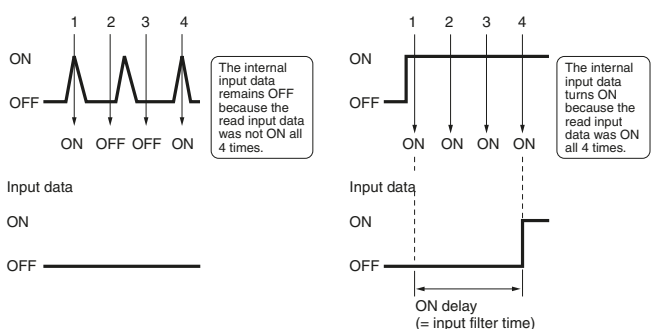 1 2 3 4
ON
OFF
The internal
input data
remains OFF
because the
read input data
was not ON all
4 times.
ON OFF OFF ON
Input data
ON
OFF
1 2 3 4
ON
OFF
The internal
input data
turns ON
because the
read input
data was ON
all 4 times.
ON ON ON ON
Input data
ON
OFF
ON delay
(= input filter time)